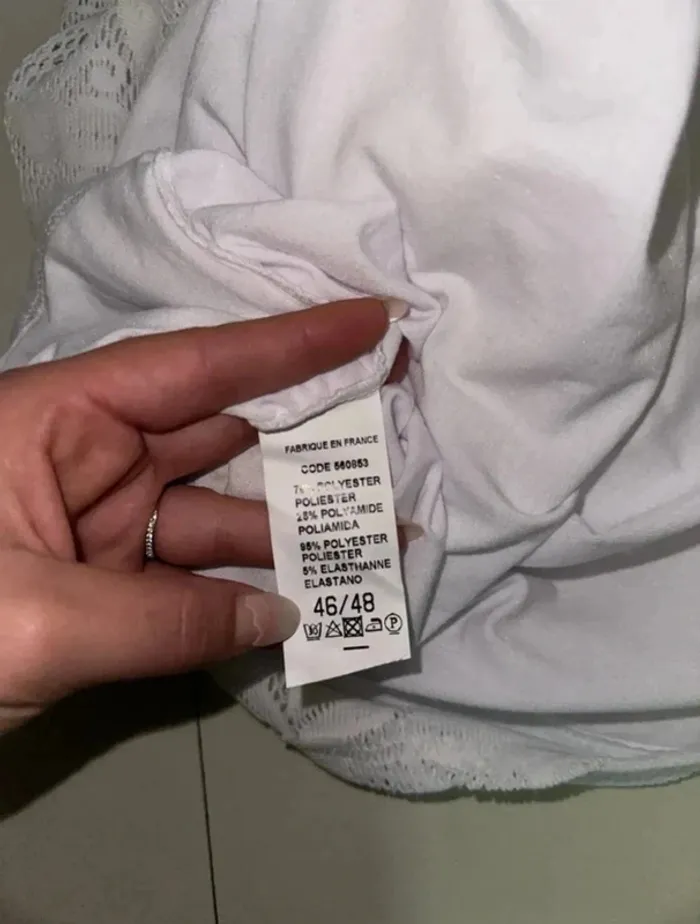 FABRIQUE EN FRANCE
CODE 560853
POLYESTER
POLIESTER
25% POLYAMIDE
POLIAMIDA
95% POLYESTER
POLIESTER
5% ELASTHANNE
ELASTANO
46/48
P